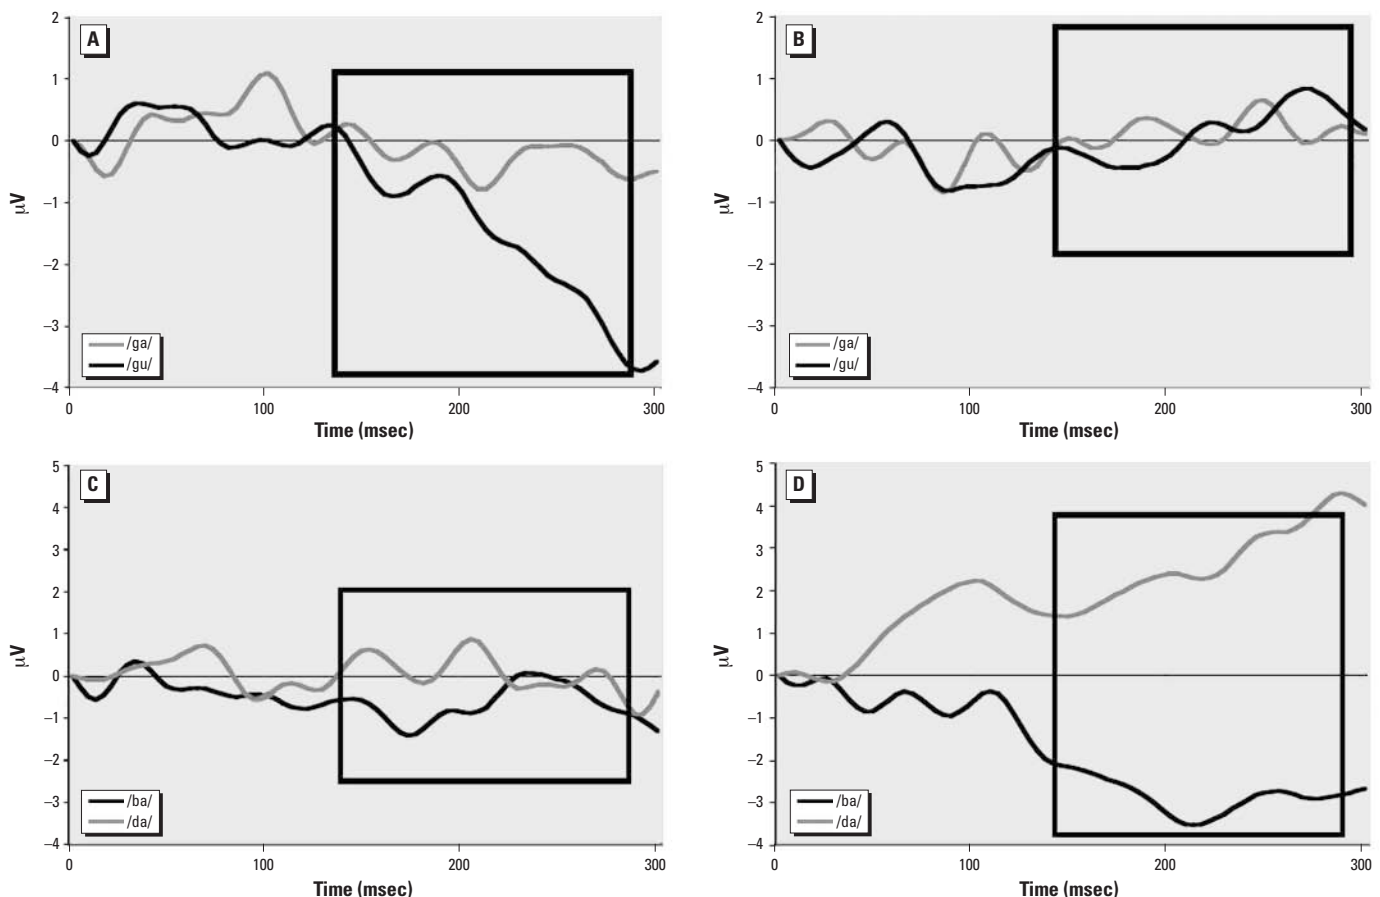 A
2
1
0
–1
–2
–3
–4
μV
/ga/
/gu/
0
100
200
300
Time (msec)
B
2
1
0
–1
–2
–3
–4
μV
/ga/
/gu/
0
100
200
300
Time (msec)
C
5
4
3
2
1
0
–1
–2
–3
–4
μV
/ba/
/da/
0
100
200
300
Time (msec)
D
5
4
3
2
1
0
–1
–2
–3
–4
μV
/ba/
/da/
0
100
200
300
Time (msec)